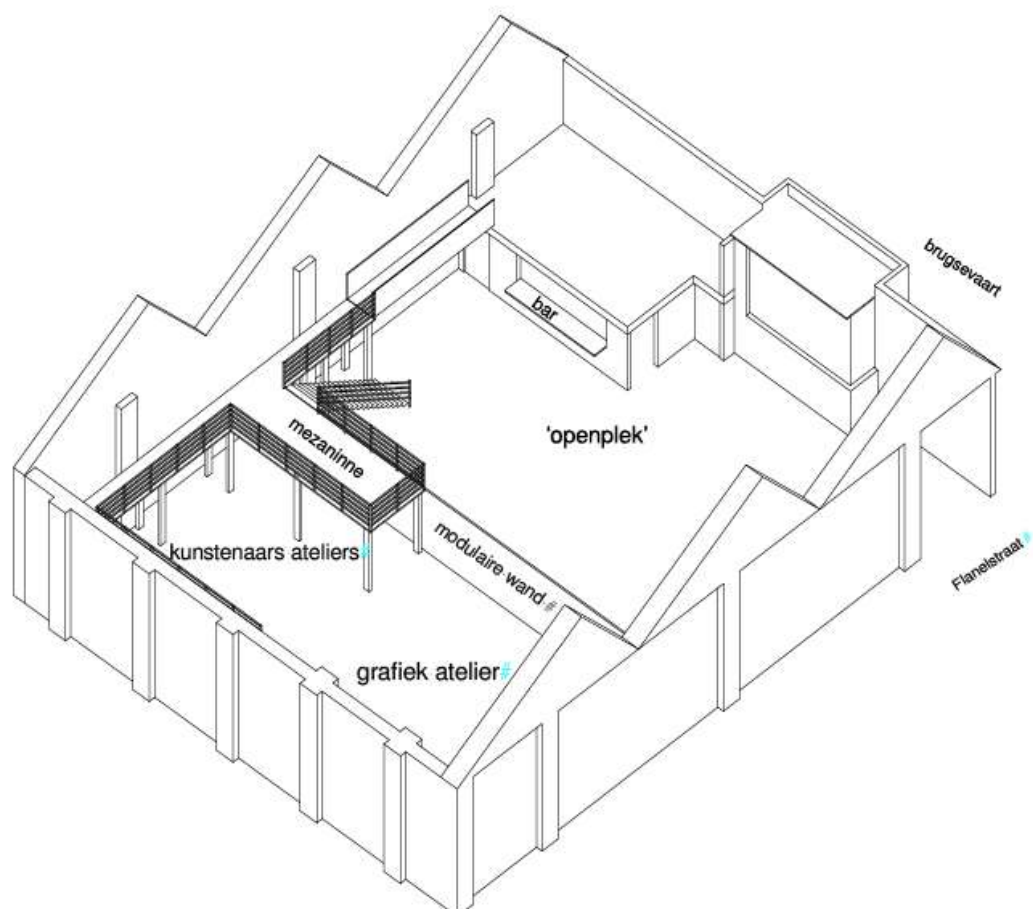 brugsevaart
bar
'openplek'
mezaninne
kunstenaars ateliers#
modulaire wand #
Flanelstraat#
grafiek atelier#